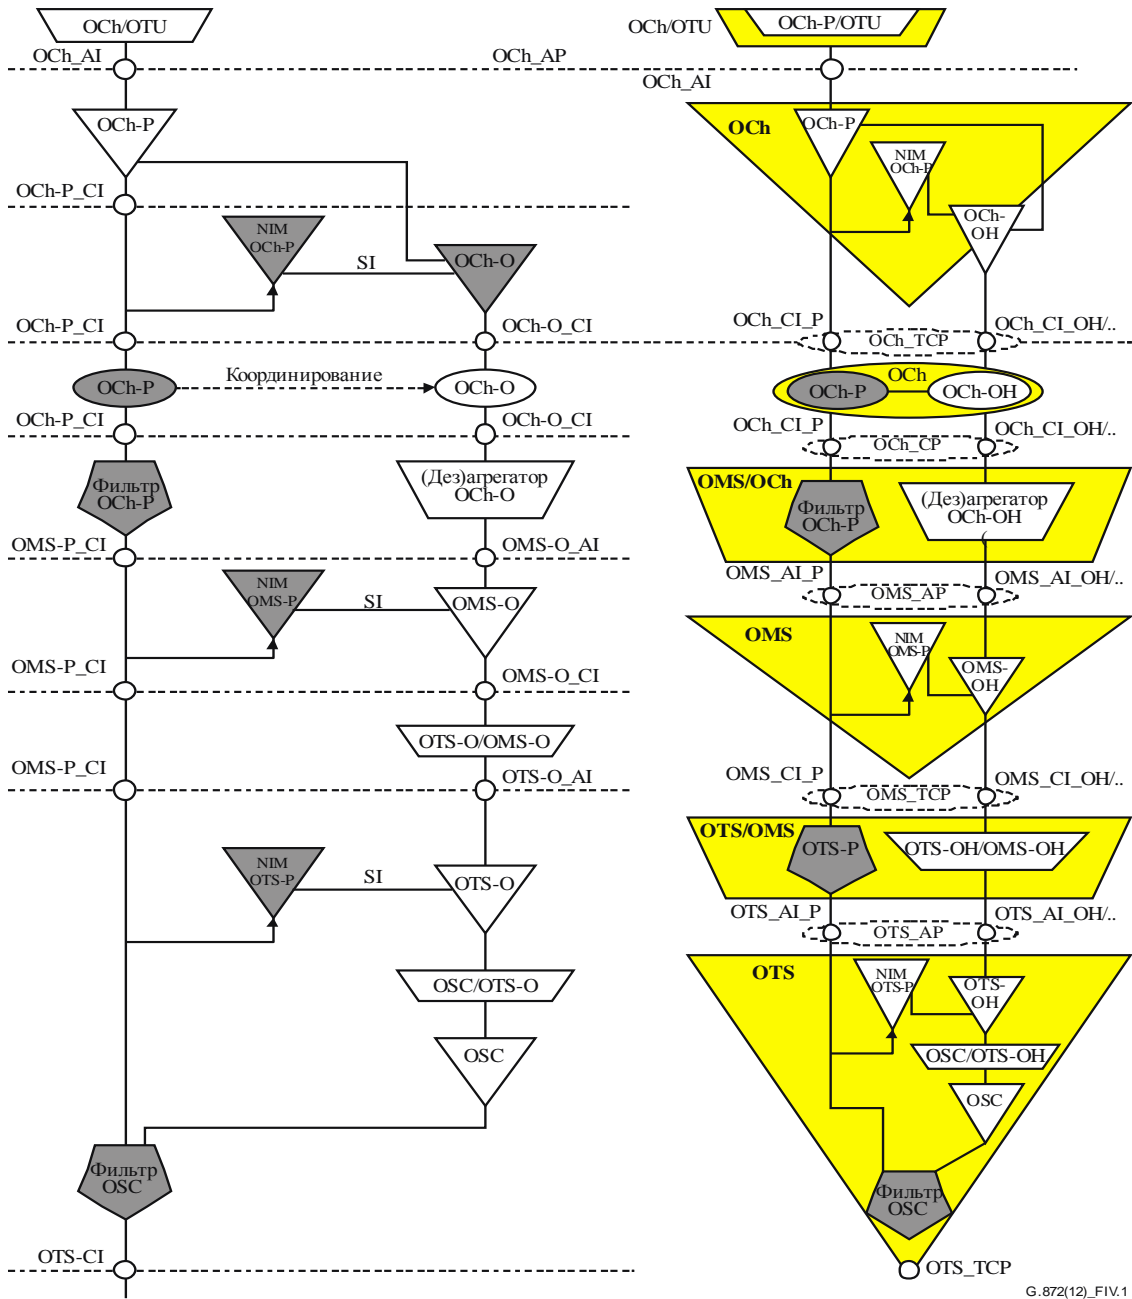 OCh/OTU
OCh_AI
OCh_AP
OCh-P
OCh-P_CI
NIM
OCh-P
SI
OCh-O
OCh-P_CI
OCh-O_CI
OCh-P
Координирование
OCh-O
OCh-P_CI
OCh-O_CI
Фильтр
OCh-P
(Дез)агрегатор
OCh-O
OMS-P_CI
OMS-O_AI
NIM
OMS-P
SI
OMS-O
OMS-P_CI
OMS-O_CI
OTS-O/OMS-O
OMS-P_CI
OTS-O_AI
NIM
OTS-P
SI
OTS-O
OSC/OTS-O
OSC
Фильтр
OSC
OTS-CI
OCh/OTU
OCh-P/OTU
OCh_AI
OCh
OCh-P
NIM
OCh-P
OCh-
OH
OCh_CI_P
OCh_TCP
OCh_CI_OH/..
OCh
OCh-P
OCh-OH
OCh_CI_P
OCh_CP
OCh_CI_OH/..
OMS/OCh
Фильтр
OCh-P
(Дез)агрегатор
OCh-OH
(
OMS_AI_P
OMS_AP
OMS_AI_OH/..
OMS
NIM
OMS-P
OMS-
OH
OMS_CI_P
OMS_TCP
OMS_CI_OH/..
OTS/OMS
OTS-P
OTS-OH/OMS-OH
OTS_AI_P
OTS_AP
OTS_AI_OH/..
OTS
NIM
OTS-P
OTS-
OH
OSC/OTS-OH
OSC
Фильтр
OSC
OTS_TCP
G.872(12)_FIV.1